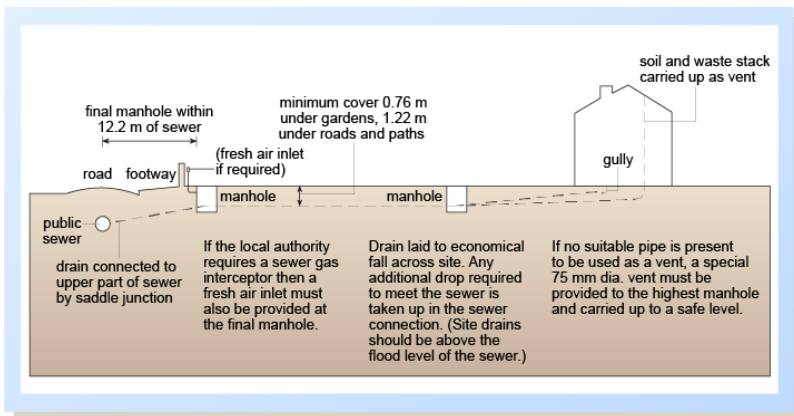 soil and waste stack
carried up as vent
final manhole within
12.2 m of sewer
minimum cover 0.76 m
under gardens, 1.22 m
under roads and paths
(fresh air inlet
if required)
gully
road
footway
manhole
manhole
public
sewer
drain connected to
upper part of sewer
by saddle junction
If the local authority
requires a sewer gas
interceptor then a
fresh air inlet must
also be provided at
the final manhole.
Drain laid to economical
fall across site. Any
additional drop required
to meet the sewer is
taken up in the sewer
connection. (Site drains
should be above the
flood level of the sewer.)
If no suitable pipe is present
to be used as a vent, a special
75 mm dia. vent must be
provided to the highest manhole
and carried up to a safe level.